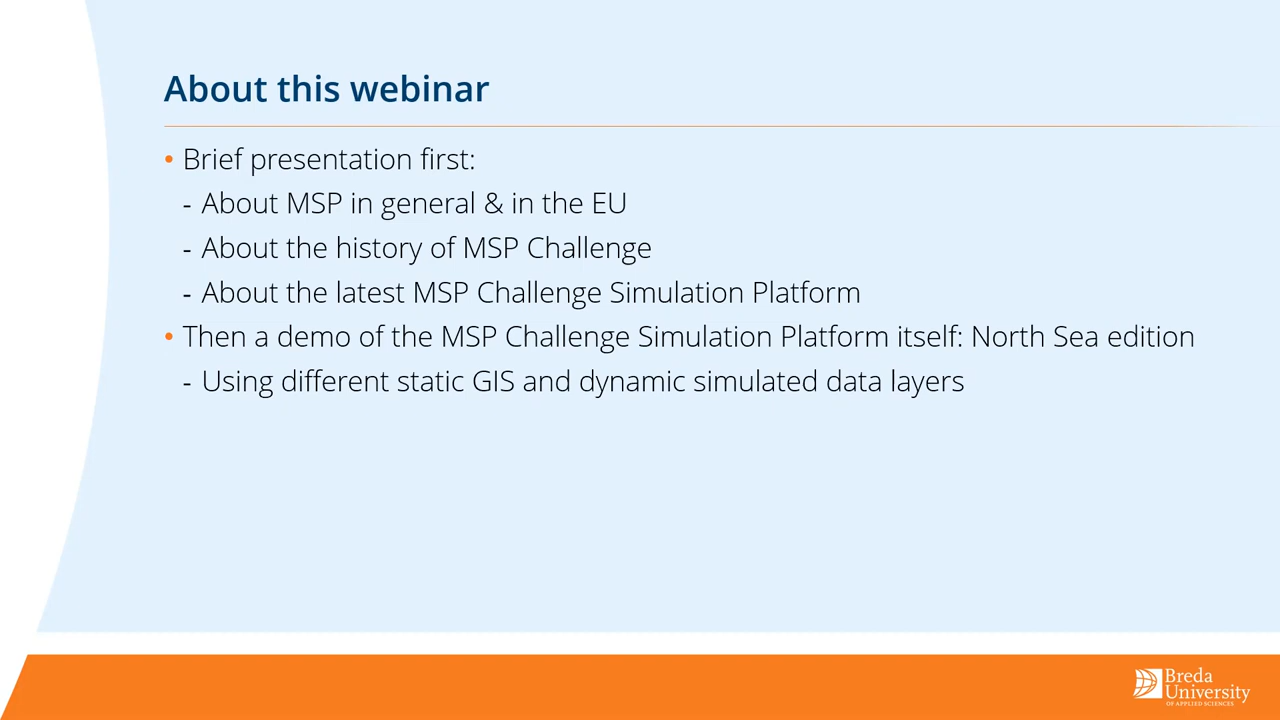 About this webinar
• Brief presentation first:
- About MSP in general & in the EU
- About the history of MSP Challenge
- About the latest MSP Challenge Simulation Platform
• Then a demo of the MSP Challenge Simulation Platform itself: North Sea edition
- Using different static GIS and dynamic simulated data layers
Breda
University
OF APPLIED SCIENCES